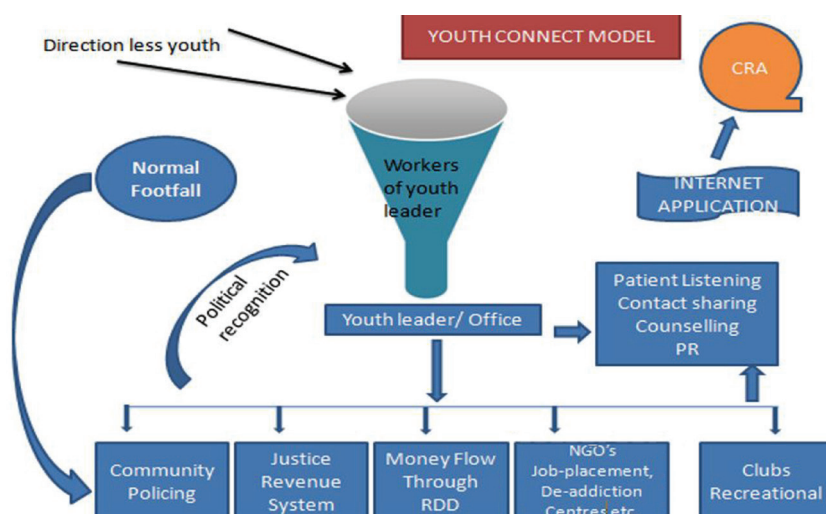 YOUTH CONNECT MODEL
Direction less youth
CRA
Normal
Footfall
Workers
of youth
leader
INTERNET
APPLICATION
Political
recognition
Patient Listening
Contact sharing
Counselling
PR
Youth leader/ Office
Community
Policing
Justice
Revenue
System
Money Flow
Through
RDD
NGO's
Job-placement,
De-addiction
Centres etc
Clubs
Recreational